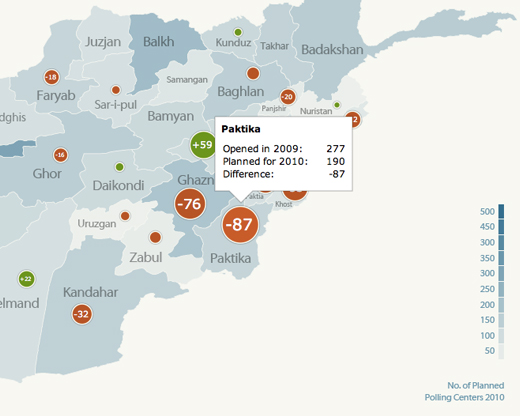 Juzjan
Balkh
Kunduz
Takhar
Badakshan
-18
Faryab
Sar-i-pul
Samangan
Baghlan
-20
Panjshir
Nuristan
dghis
Bamyan
Paktika
Opened in 2009: 277
Planned for 2010: 190
Difference: -87
+59
-16
Ghor
Daikondi
Ghazn
-76
Khost
-87
Uruzgan
Zabul
Paktika
+22
elmand
Kandahar
-32
500
450
300
350
300
250
200
150
100
50
No. of Planned
Polling Centers 2010